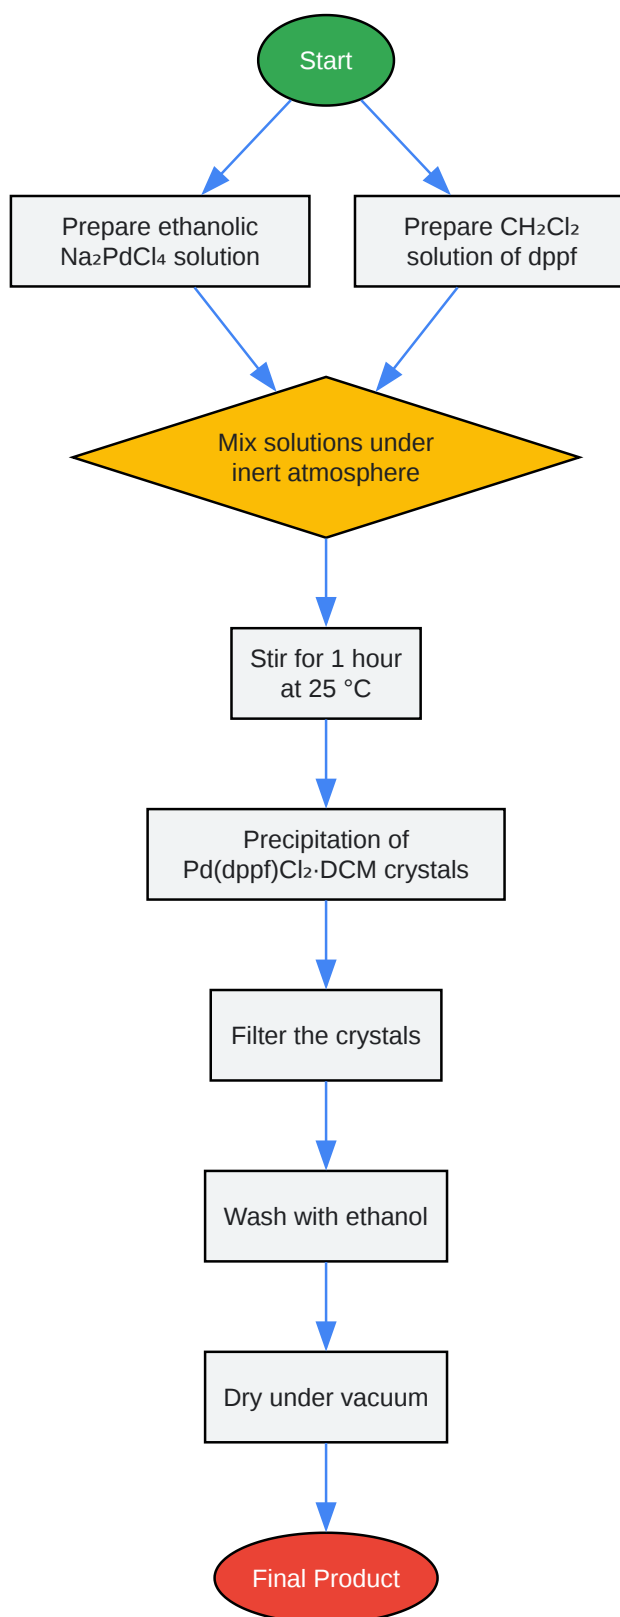 Start
Prepare ethanolic
Na₂PdCl₄ solution
Prepare CH₂Cl₂
solution of dppf
Mix solutions under
inert atmosphere
Stir for 1 hour
at 25 °C
Precipitation of
Pd(dppf)Cl₂·DCM crystals
Filter the crystals
Wash with ethanol
Dry under vacuum
Final Product